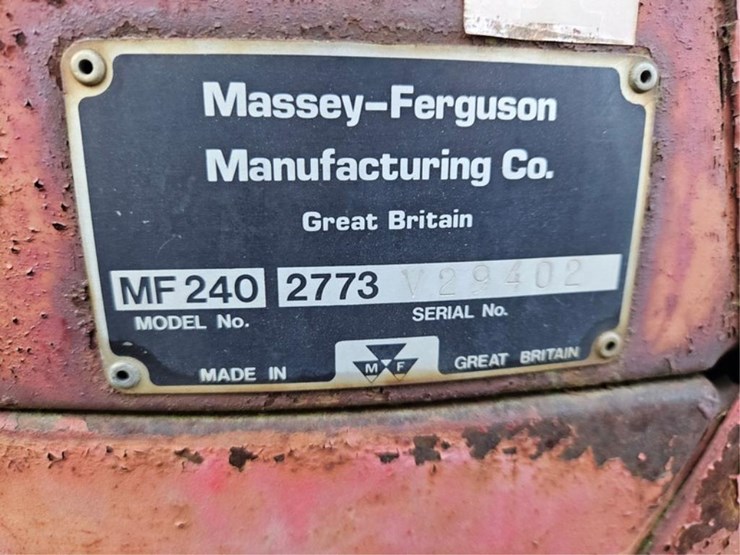 Massey-Ferguson
Manufacturing Co.
Great Britain
MF 240 2773 V29402
MODEL No. SERIAL No.
MADE IN M F GREAT BRITAIN